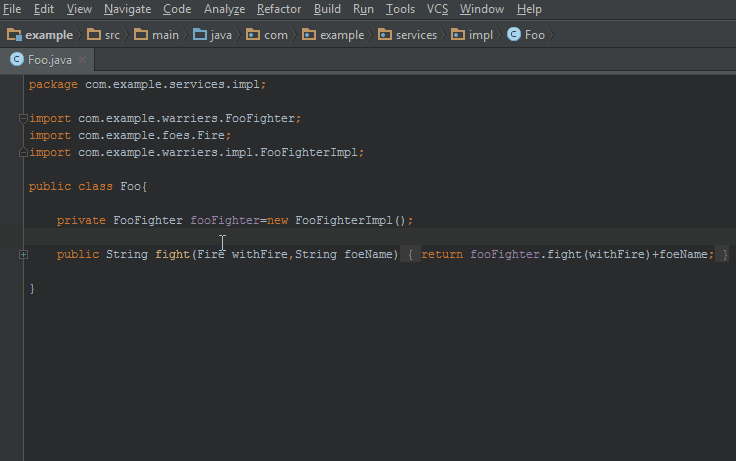 File Edit View Navigate Code Analyze Refactor Build Run Tools VCS Window Help
example src main java com example services impl Foo
Foo.java
package com.example.services.impl;
import com.example.warriers.FooFighter;
import com.example.foes.Fire;
import com.example.warriers.impl.FooFighterImpl;
public class Foo{
private FooFighter fooFighter=new FooFighterImpl();
public String fight(Fire withFire,String foeName) { return fooFighter.fight(withFire)+foeName; }
}